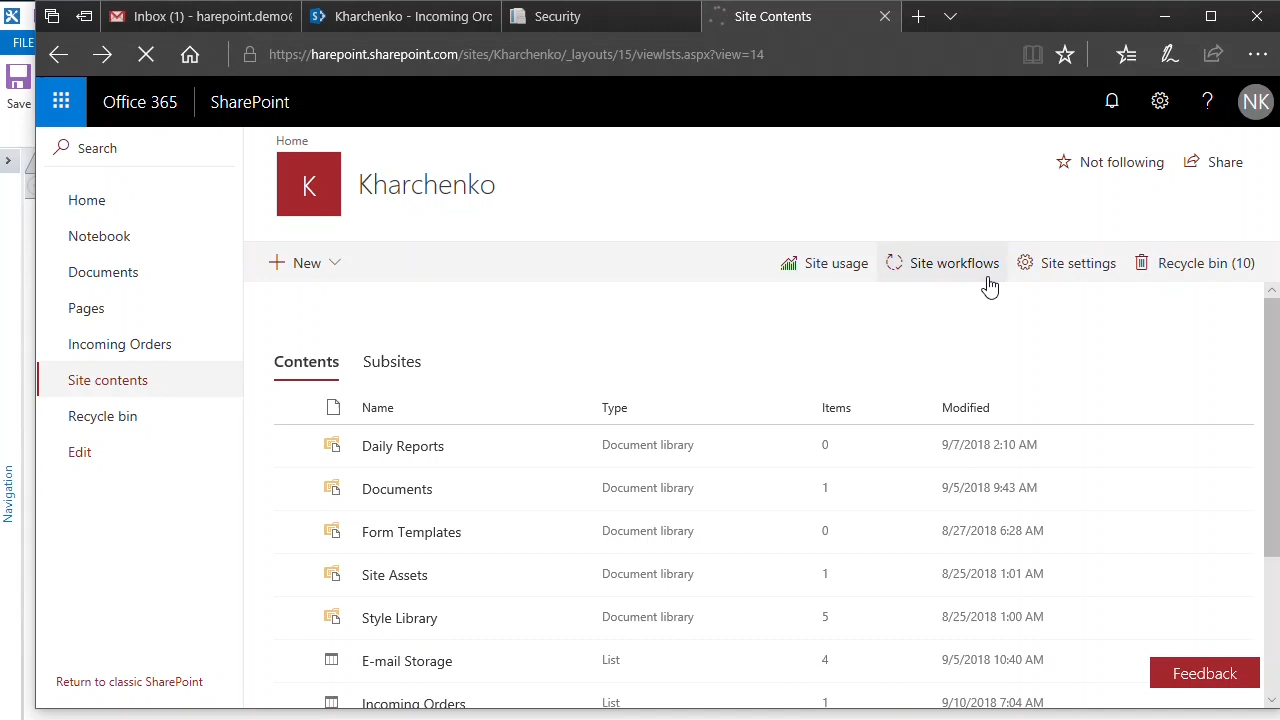 FILE
Save
Navigation
Inbox (1) - harepoint.demo
Kharchenko - Incoming Orc
Security
Site Contents
https://harepoint.sharepoint.com/sites/Kharchenko/_layouts/15/viewlsts.aspx?view=14
Office 365
SharePoint
?
NK
Search
Home
Notebook
Documents
Pages
Incoming Orders
Site contents
Recycle bin
Edit
Return to classic SharePoint
Home
K
Kharchenko
Not following
Share
New
Site usage
Site workflows
Site settings
Recycle bin (10)
Contents Subsites
Name Type Items Modified
Daily Reports Document library 0 9/7/2018 2:10 AM
Documents Document library 1 9/5/2018 9:43 AM
Form Templates Document library 0 8/27/2018 6:28 AM
Site Assets Document library 1 8/25/2018 1:01 AM
Style Library Document library 5 8/25/2018 1:00 AM
E-mail Storage List 4 9/5/2018 10:40 AM
Incoming Orders List 1 9/10/2018 7:04 AM
Feedback